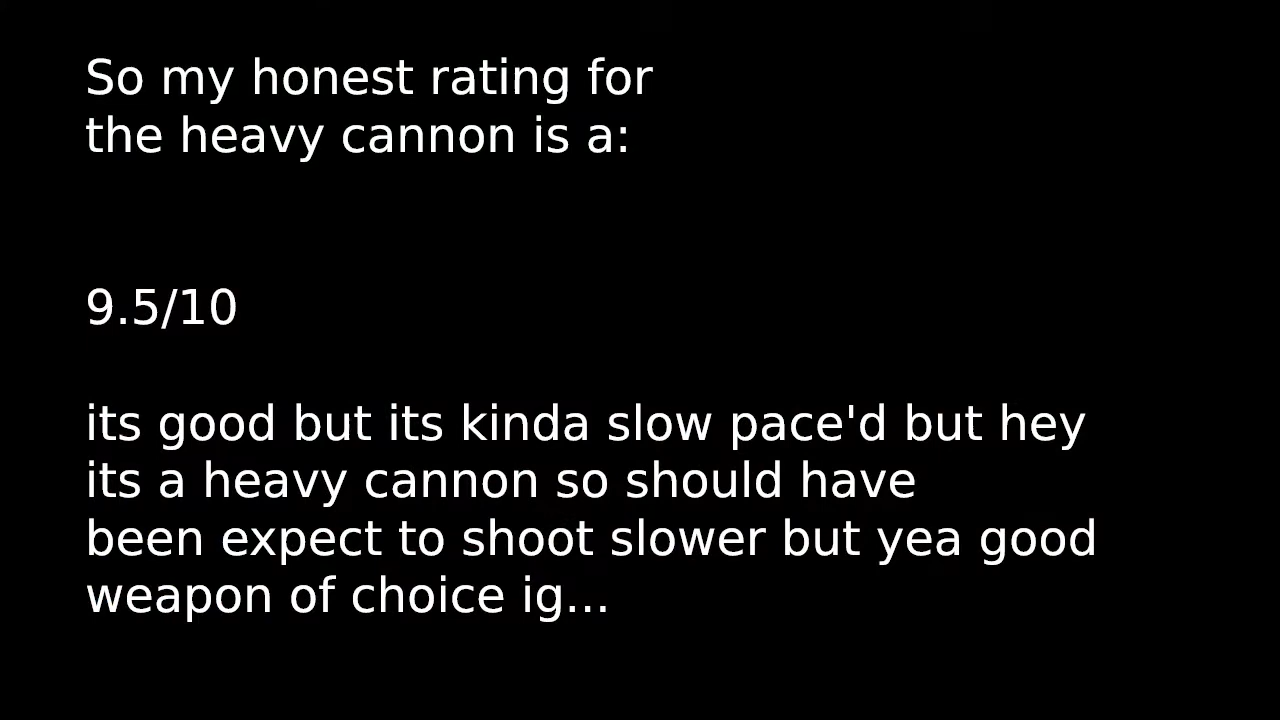 So my honest rating for
the heavy cannon is a:
9.5/10
its good but its kinda slow pace'd but hey
its a heavy cannon so should have
been expect to shoot slower but yea good
weapon of choice ig...